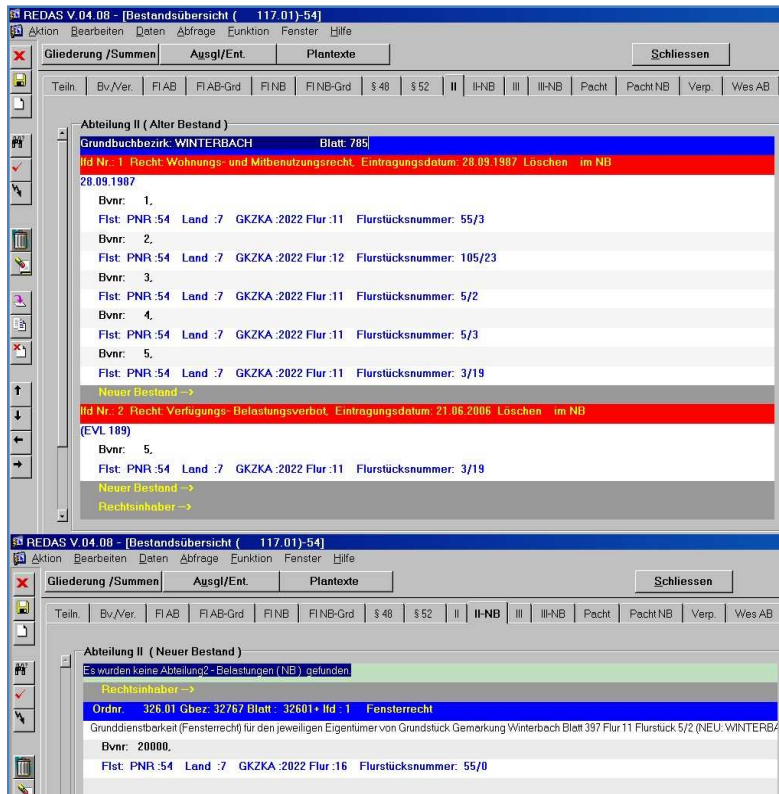 REDAS V.04.08 - [Bestandsübersicht ( 117.01)-54]
Aktion Bearbeiten Daten Abfrage Funktion Fenster Hilfe
Gliederung /Summen Ausgl/Ent. Plantexte Schliessen
Teiln. Bv./Ver. Fl AB Fl AB-Grd Fl NB Fl NB-Grd § 48 § 52 II II-NB III III-NB Pacht Pacht NB Verp. Wes AB
Abteilung II ( Alter Bestand )
Grundbuchbezirk: WINTERBACH Blatt: 785
lfd Nr.: 1 Recht: Wohnungs- und Mitbenutzungsrecht, Eintragungsdatum: 28.09.1987 Löschen im NB
28.09.1987
Bvnr: 1,
Flst: PNR :54 Land :7 GKZKA :2022 Flur :11 Flurstücksnummer: 55/3
Bvnr: 2,
Flst: PNR :54 Land :7 GKZKA :2022 Flur :12 Flurstücksnummer: 105/23
Bvnr: 3,
Flst: PNR :54 Land :7 GKZKA :2022 Flur :11 Flurstücksnummer: 5/2
Bvnr: 4,
Flst: PNR :54 Land :7 GKZKA :2022 Flur :11 Flurstücksnummer: 5/3
Bvnr: 5,
Flst: PNR :54 Land :7 GKZKA :2022 Flur :11 Flurstücksnummer: 3/19
Neuer Bestand -->
lfd Nr.: 2 Recht: Verfügungs- Belastungsverbot, Eintragungsdatum: 21.06.2006 Löschen im NB
(EVL 189)
Bvnr: 5,
Flst: PNR :54 Land :7 GKZKA :2022 Flur :11 Flurstücksnummer: 3/19
Neuer Bestand -->
Rechtsinhaber -->
REDAS V.04.08 - [Bestandsübersicht ( 117.01)-54]
Aktion Bearbeiten Daten Abfrage Funktion Fenster Hilfe
Gliederung /Summen Ausgl/Ent. Plantexte Schliessen
Teiln. Bv./Ver. Fl AB Fl AB-Grd Fl NB Fl NB-Grd § 48 § 52 II II-NB III III-NB Pacht Pacht NB Verp. Wes AB
Abteilung II ( Neuer Bestand )
Es wurden keine Abteilung2 - Belastungen ( NB ) gefunden.
Rechtsinhaber -->
Ordnr. 326.01 Gbez: 32767 Blatt : 32601+ lfd : 1 Fensterrecht
Grunddienstbarkeit (Fensterrecht) für den jeweiligen Eigentümer von Grundstück Gemarkung Winterbach Blatt 397 Flur 11 Flurstück 5/2 (NEU: WINTERBA
Bvnr: 20000,
Flst: PNR :54 Land :7 GKZKA :2022 Flur :16 Flurstücksnummer: 55/0